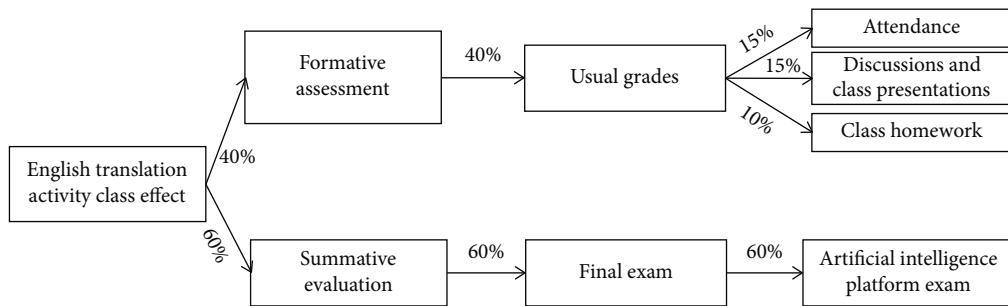 Attendance
15%
Formative
assessment
40%
Usual grades
15%
Discussions and
class presentations
10%
Class homework
English translation
activity class effect
40%
60%
Summative
evaluation
60%
Final exam
60%
Artificial intelligence
platform exam